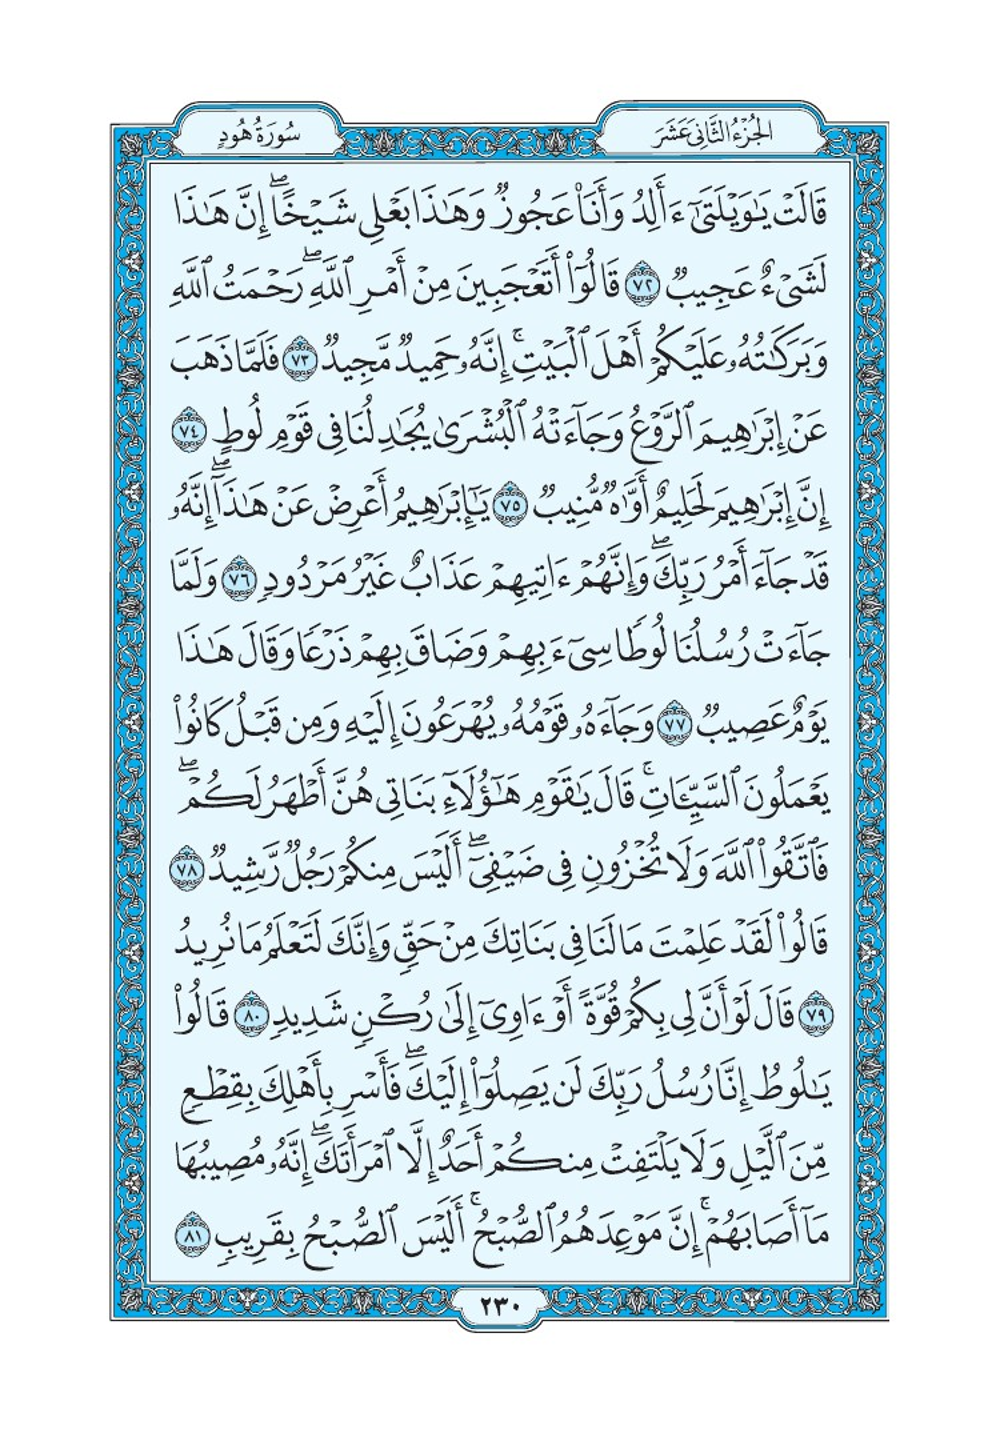 الجُزْءُ الثَّانِي عَشَرَ
سُورَةُ هُودٍ
قَالَتْ يَٰوَيْلَتَىٰٓ ءَأَلِدُ وَأَنَا۠ عَجُوزٌ وَهَٰذَا بَعْلِى شَيْخًا ۖ إِنَّ هَٰذَا
لَشَىْءٌ عَجِيبٌ ٧٢ قَالُوٓا۟ أَتَعْجَبِينَ مِنْ أَمْرِ ٱللَّهِ ۖ رَحْمَتُ ٱللَّهِ
وَبَرَكَٰتُهُۥ عَلَيْكُمْ أَهْلَ ٱلْبَيْتِ ۚ إِنَّهُۥ حَمِيدٌ مَّجِيدٌ ٧٣ فَلَمَّا ذَهَبَ
عَنْ إِبْرَٰهِيمَ ٱلرَّوْعُ وَجَآءَتْهُ ٱلْبُشْرَىٰ يُجَٰدِلُنَا فِى قَوْمِ لُوطٍ ٧٤
إِنَّ إِبْرَٰهِيمَ لَحَلِيمٌ أَوَّٰهٌ مُّنِيبٌ ٧٥ يَٰٓإِبْرَٰهِيمُ أَعْرِضْ عَنْ هَٰذَآ ۖ إِنَّهُۥ
قَدْ جَآءَ أَمْرُ رَبِّكَ ۖ وَإِنَّهُمْ ءَاتِيهِمْ عَذَابٌ غَيْرُ مَرْدُودٍ ٧٦ وَلَمَّا
جَآءَتْ رُسُلُنَا لُوطًا سِىٓءَ بِهِمْ وَضَاقَ بِهِمْ ذَرْعًا وَقَالَ هَٰذَا
يَوْمٌ عَصِيبٌ ٧٧ وَجَآءَهُۥ قَوْمُهُۥ يُهْرَعُونَ إِلَيْهِ وَمِن قَبْلُ كَانُوا۟
يَعْمَلُونَ ٱلسَّيِّـَٔاتِ ۚ قَالَ يَٰقَوْمِ هَٰٓؤُلَآءِ بَنَاتِى هُنَّ أَطْهَرُ لَكُمْ ۖ
فَٱتَّقُوا۟ ٱللَّهَ وَلَا تُخْزُونِ فِى ضَيْفِىٓ ۖ أَلَيْسَ مِنكُمْ رَجُلٌ رَّشِيدٌ ٧٨
قَالُوا۟ لَقَدْ عَلِمْتَ مَا لَنَا فِى بَنَاتِكَ مِنْ حَقٍّ وَإِنَّكَ لَتَعْلَمُ مَا نُرِيدُ
٧٩ قَالَ لَوْ أَنَّ لِى بِكُمْ قُوَّةً أَوْ ءَاوِىٓ إِلَىٰ رُكْنٍ شَدِيدٍ ٨٠ قَالُوا۟
يَٰلُوطُ إِنَّا رُسُلُ رَبِّكَ لَن يَصِلُوٓا۟ إِلَيْكَ ۖ فَأَسْرِ بِأَهْلِكَ بِقِطْعٍ
مِّنَ ٱلَّيْلِ وَلَا يَلْتَفِتْ مِنكُمْ أَحَدٌ إِلَّا ٱمْرَأَتَكَ ۖ إِنَّهُۥ مُصِيبُهَا
مَآ أَصَابَهُمْ ۚ إِنَّ مَوْعِدَهُمُ ٱلصُّبْحُ ۚ أَلَيْسَ ٱلصُّبْحُ بِقَرِيبٍ ٨١
٢٣٠